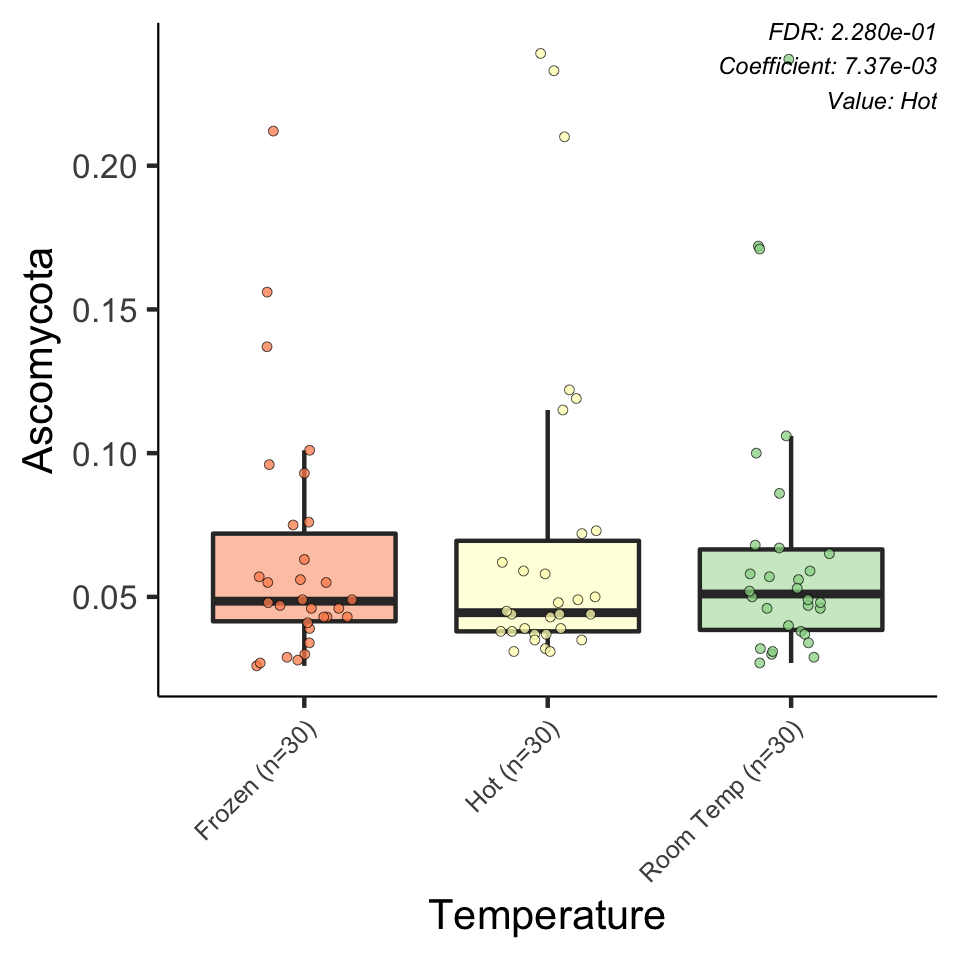 FDR: 2.280e-01
Coefficient: 7.37e-03
Value: Hot
Ascomycota
0.20
0.15
0.10
0.05
Frozen (n=30)
Hot (n=30)
Room Temp (n=30)
Temperature